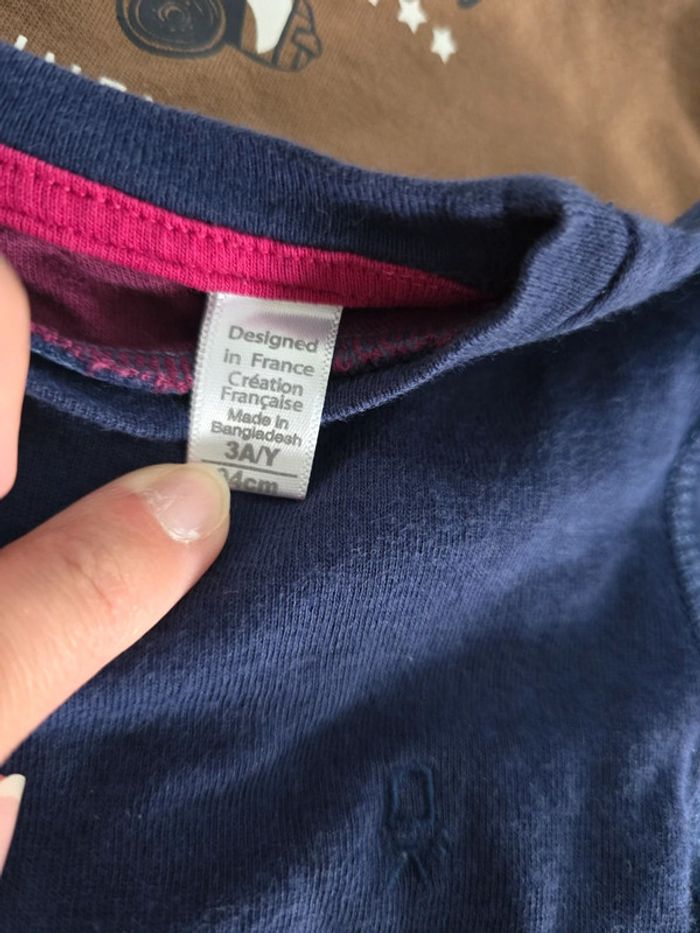 Designed
in France
Création
Française
Made in
Bangladesh
3A/Y